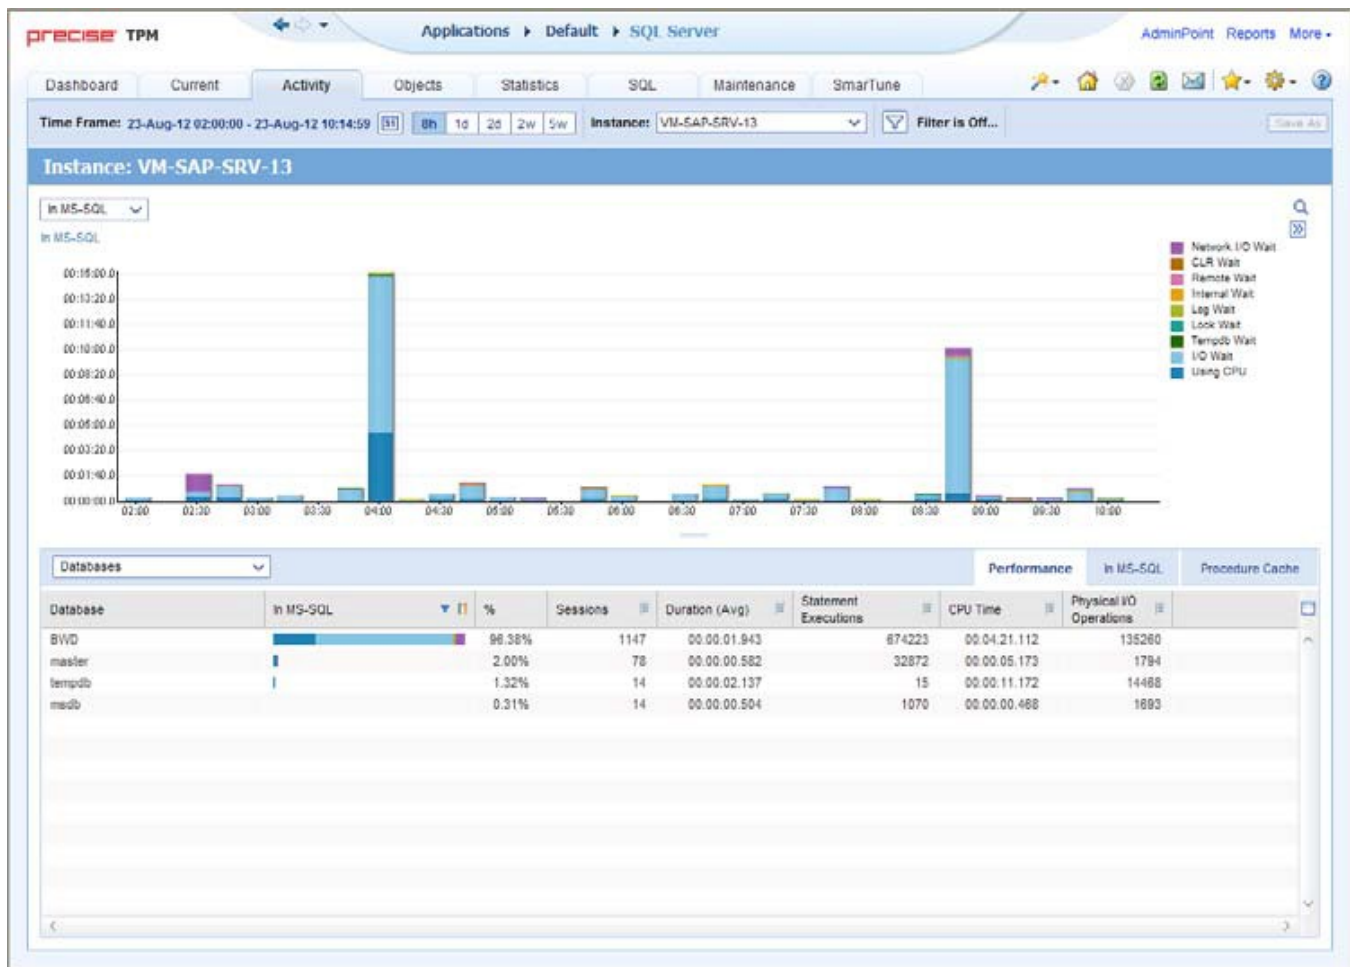 precise TPM
Applications Default SQL Server
AdminPoint Reports More
Dashboard Current Activity Objects Statistics SQL Maintenance SmarTune
Time Frame: 23-Aug-12 02:00:00 - 23-Aug-12 10:14:59 8h 1d 2d 2w 5w Instance: VM-SAP-SRV-13 Filter is Off... Save As
Instance: VM-SAP-SRV-13
In MS-SQL
In MS-SQL
Network I/O Wait
CLR Wait
Remote Wait
Internal Wait
Log Wait
Lock Wait
Tempdb Wait
I/O Wait
Using CPU
00:15:00.0
00:13:20.0
00:11:40.0
00:10:00.0
00:08:20.0
00:06:40.0
00:05:00.0
00:03:20.0
00:01:40.0
00:00:00.0
02:00 02:30 03:00 03:30 04:00 04:30 05:00 05:30 06:00 06:30 07:00 07:30 08:00 08:30 09:00 09:30 10:00
Databases Performance In MS-SQL Procedure Cache
Database In MS-SQL % Sessions Duration (Avg) Statement Executions CPU Time Physical I/O Operations
BWD 96.38% 1147 00:00:01.943 674223 00:04:21.112 135260
master 2.00% 78 00:00:00.582 32872 00:00:05.173 1794
tempdb 1.32% 14 00:00:02.137 15 00:00:11.172 14468
msdb 0.31% 14 00:00:00.504 1070 00:00:00.468 1693